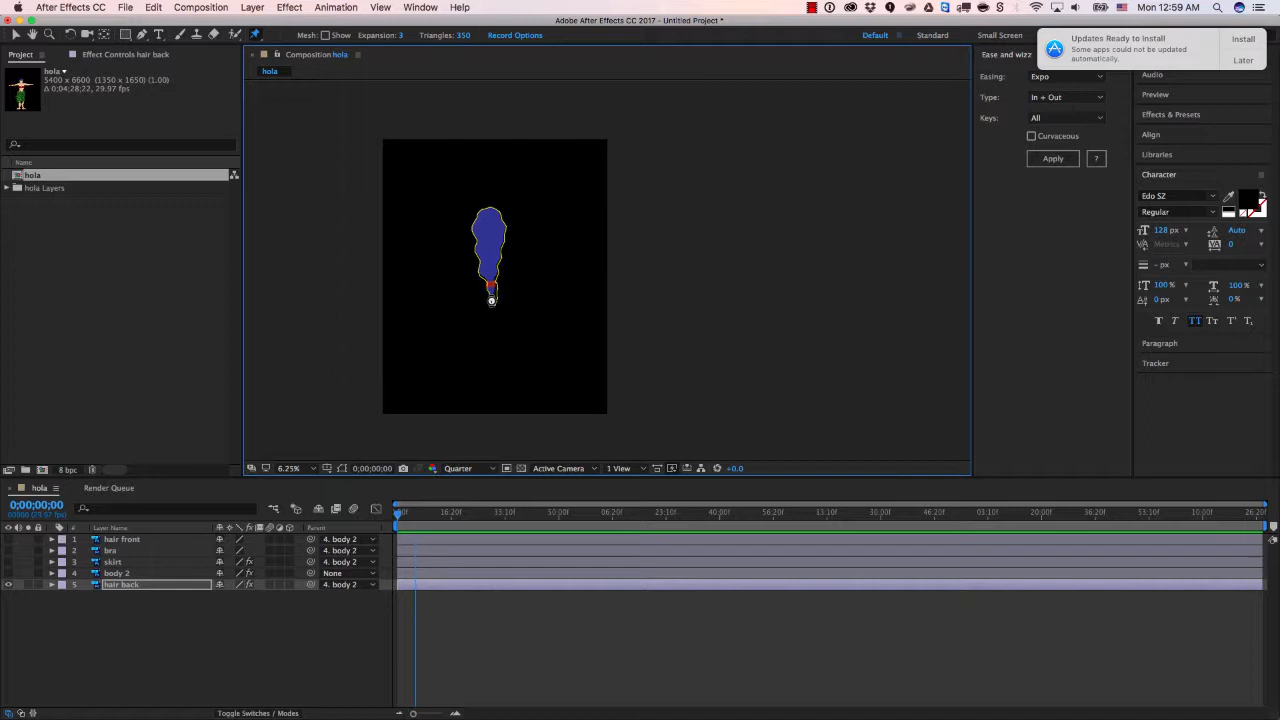 After Effects CC File Edit Composition Layer Effect Animation View Window Help Mon 12:59 AM
Adobe After Effects CC 2017 - Untitled Project *
Mesh: Show Expansion: 3 Triangles: 350 Record Options Default Standard Small Screen
Updates Ready to Install
Some apps could not be updated automatically.
Install
Later
Project Effect Controls hair back
hola
5400 x 6600 (1350 x 1650) (1.00)
Δ 0;04;28;22, 29.97 fps)
Name
hola
hola Layers
8 bpc
Composition hola
hola
6.25% 0;00;00;00 Quarter Active Camera 1 View +0.0
Ease and wizz
Easing: Expo
Type: In + Out
Keys: All
Curvaceous
Apply ?
Audio
Preview
Effects & Presets
Align
Libraries
Character
Edo SZ
Regular
128 px Auto
Metrics 0
- px
100% 100%
0 px 0%
TT
Paragraph
Tracker
hola Render Queue
0;00;00;00
00000 (29.97 fps)
# Layer Name Parent
1 hair front 4. body 2
2 bra 4. body 2
3 skirt 4. body 2
4 body 2 None
5 hair back 4. body 2
:00f 16:20f 33:10f 50:00f 06:20f 23:10f 40:00f 56:20f 13:10f 30:00f 46:20f 03:10f 20:00f 36:20f 53:10f 10:00f 26:20f
Toggle Switches / Modes